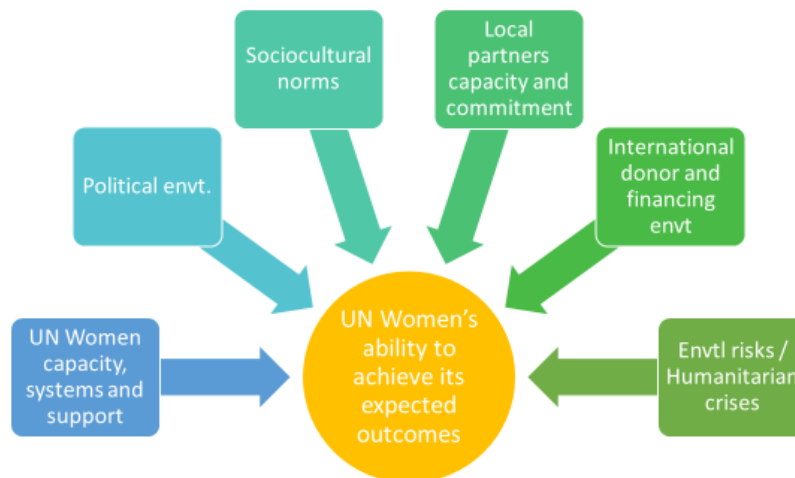 Sociocultural
norms
Local
partners
capacity and
commitment
Political envt.
International
donor and
financing
envt
UN Women
capacity,
systems and
support
UN Women’s
ability to
achieve its
expected
outcomes
Envtl risks /
Humanitarian
crises